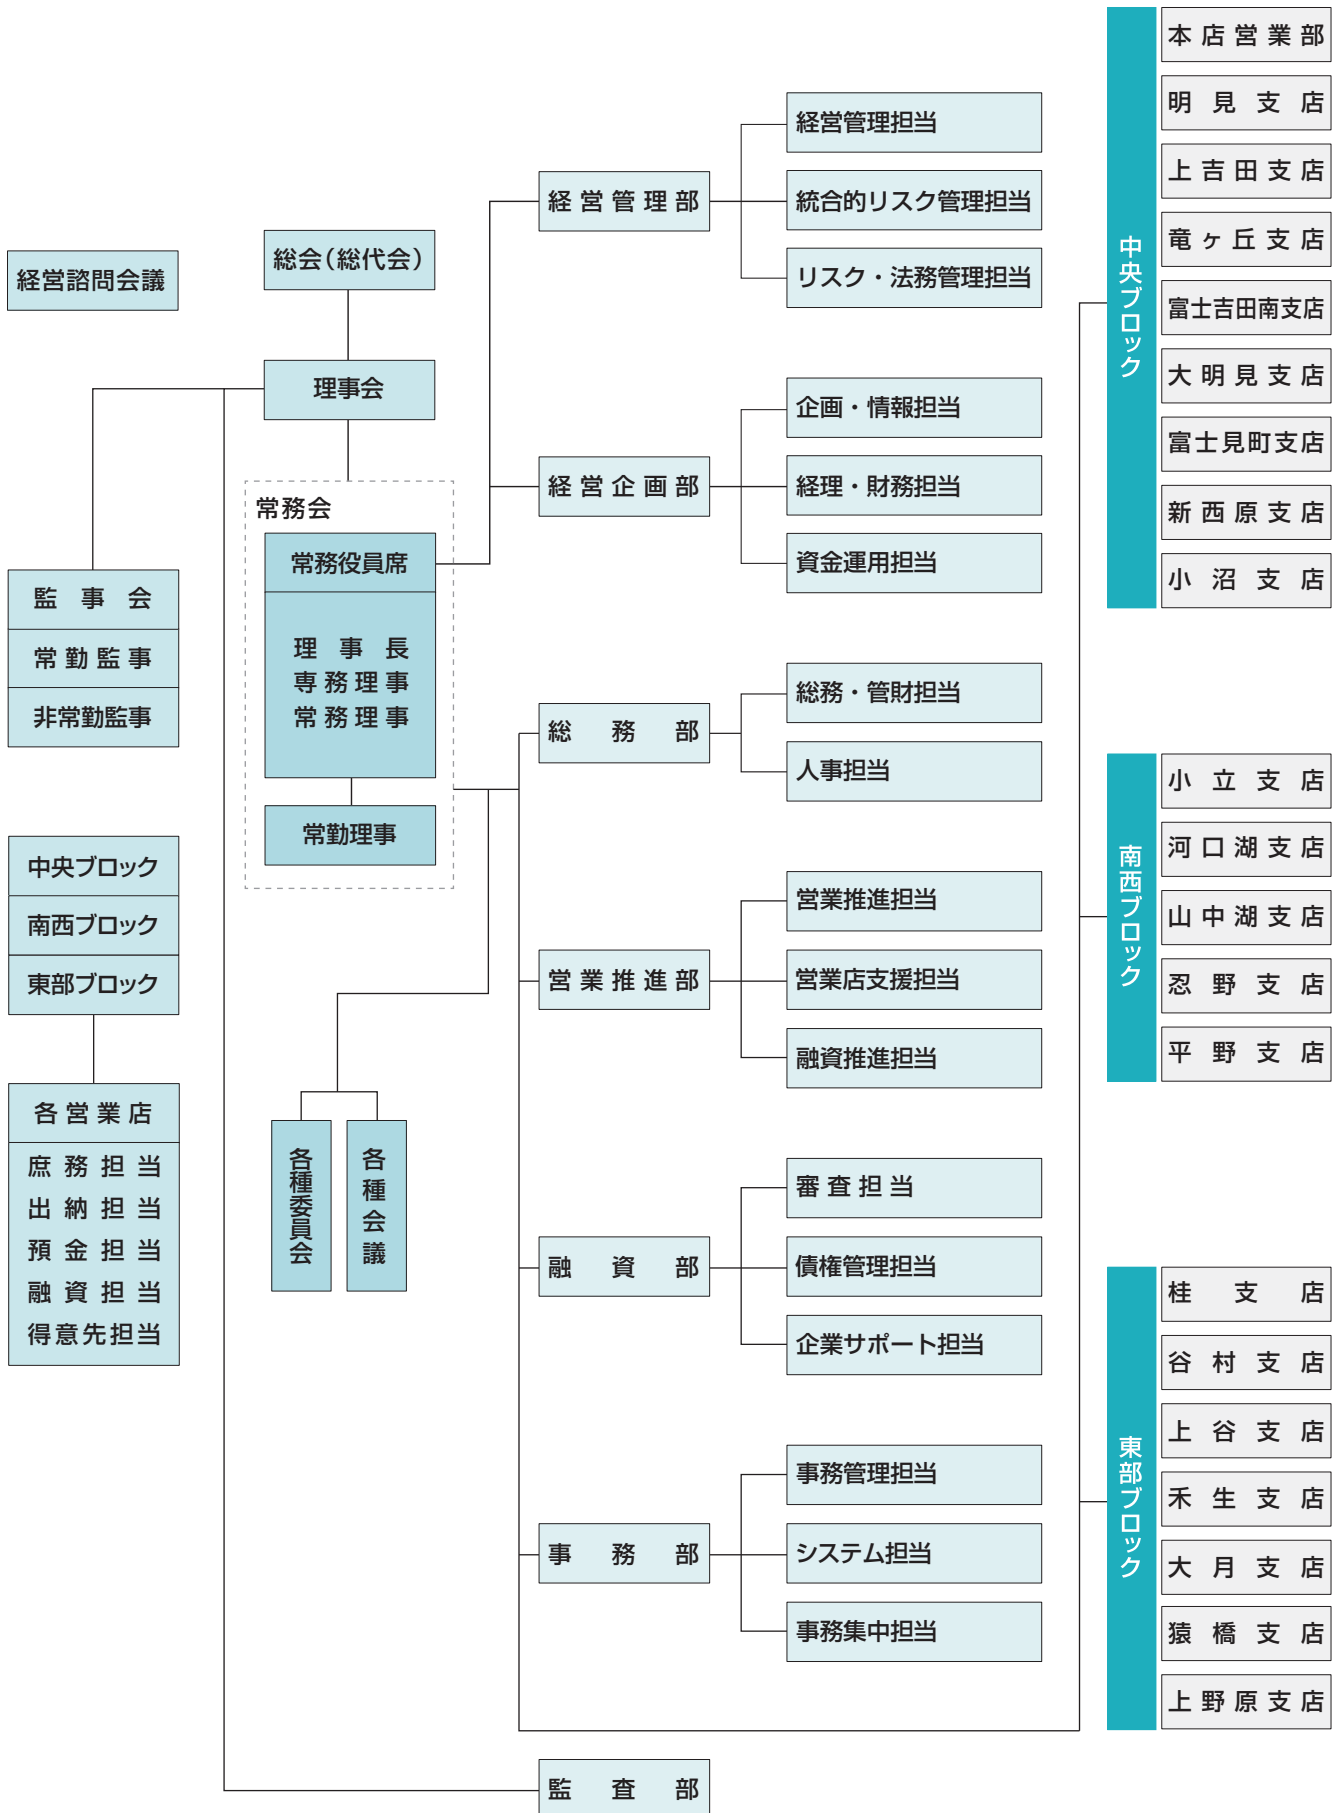 経営諮問会議
総会（総代会）
理事会
監事会
常勤監事
非常勤監事
常務会
常務役員席
理事長
専務理事
常務理事
常勤理事
中央ブロック
南西ブロック
東部ブロック
各営業店
庶務担当
出納担当
預金担当
融資担当
得意先担当
各種委員会
各種会議
経営管理部
経営管理担当
統合的リスク管理担当
リスク・法務管理担当
経営企画部
企画・情報担当
経理・財務担当
資金運用担当
総務部
総務・管財担当
人事担当
営業推進部
営業推進担当
営業店支援担当
融資推進担当
融資部
審査担当
債権管理担当
企業サポート担当
事務部
事務管理担当
システム担当
事務集中担当
監査部
中央ブロック
本店営業部
明見支店
上吉田支店
竜ヶ丘支店
富士吉田南支店
大明見支店
富士見町支店
新西原支店
小沼支店
南西ブロック
小立支店
河口湖支店
山中湖支店
忍野支店
平野支店
東部ブロック
桂支店
谷村支店
上谷支店
禾生支店
大月支店
猿橋支店
上野原支店